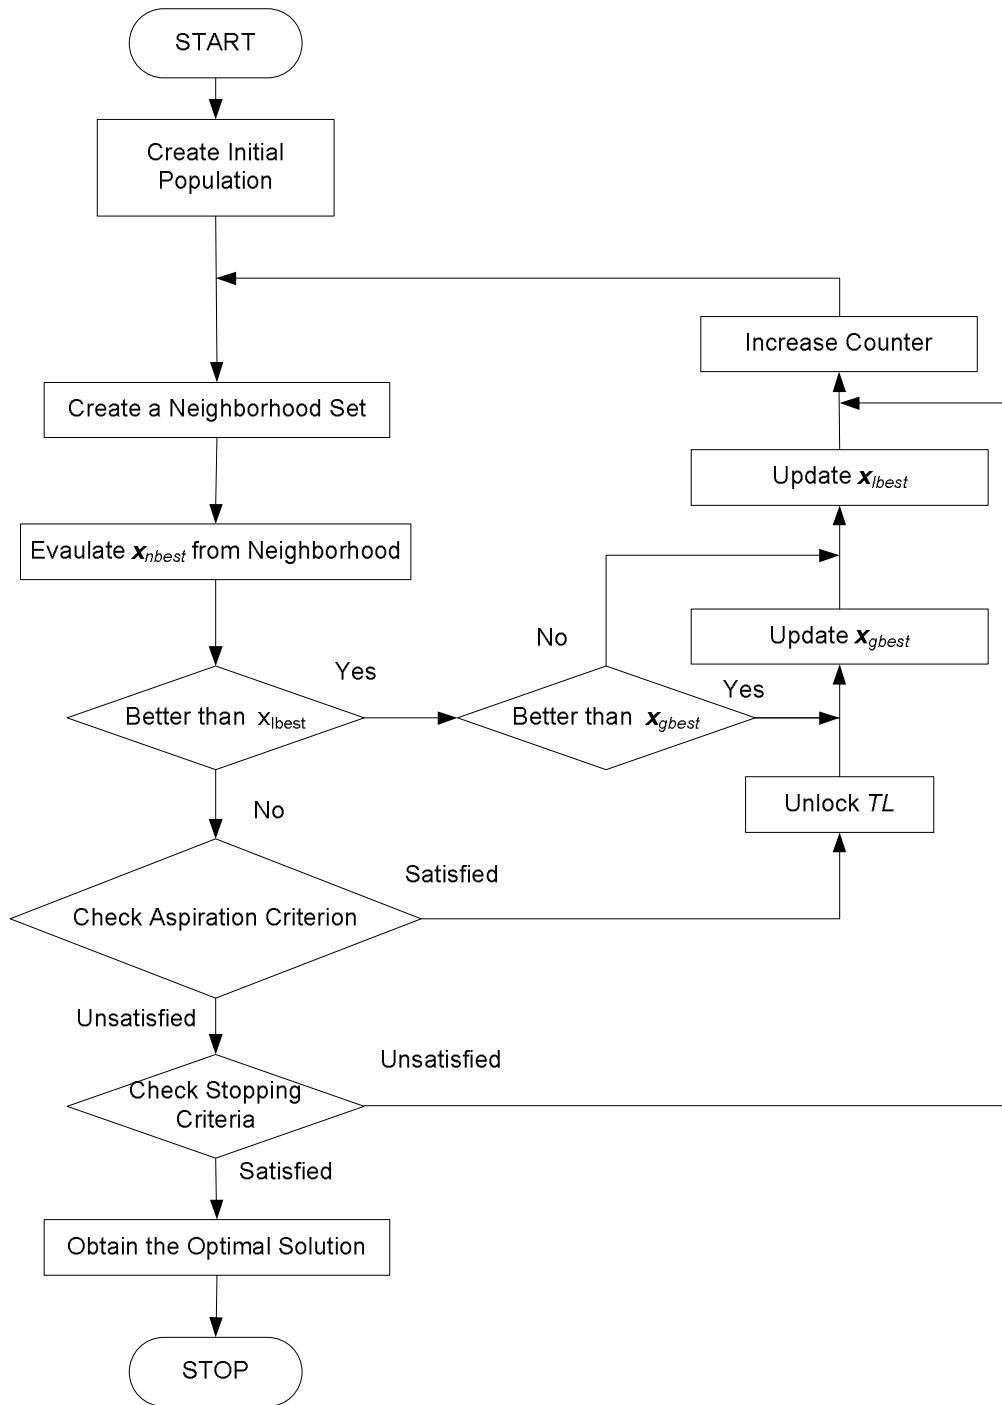 START
Create Initial
Population
Increase Counter
Create a Neighborhood Set
Update xlbest
Evaulate xnbest from Neighborhood
No
Update xgbest
Yes
Yes
Better than xlbest
Better than xgbest
Unlock TL
No
Satisfied
Check Aspiration Criterion
Unsatisfied
Unsatisfied
Check Stopping
Criteria
Satisfied
Obtain the Optimal Solution
STOP